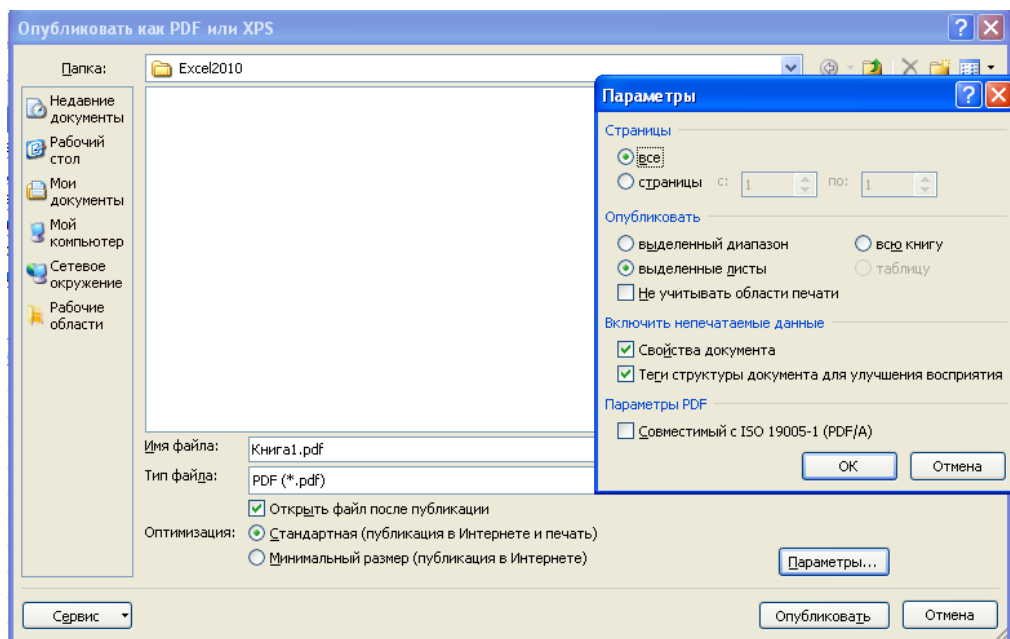 Опубликовать как PDF или XPS
Папка:
Excel2010
Недавние
документы
Рабочий
стол
Мои
документы
Мой
компьютер
Сетевое
окружение
Рабочие
области
Имя файла:
Книга1.pdf
Тип файла:
PDF (*.pdf)
Открыть файл после публикации
Оптимизация:
Стандартная (публикация в Интернете и печать)
Минимальный размер (публикация в Интернете)
Параметры...
Сервис
Опубликовать
Отмена
Параметры
Страницы
все
страницы с: 1 по: 1
Опубликовать
выделенный диапазон
всю книгу
выделенные листы
таблицу
Не учитывать области печати
Включить непечатаемые данные
Свойства документа
Теги структуры документа для улучшения восприятия
Параметры PDF
Совместимый с ISO 19005-1 (PDF/A)
ОК
Отмена